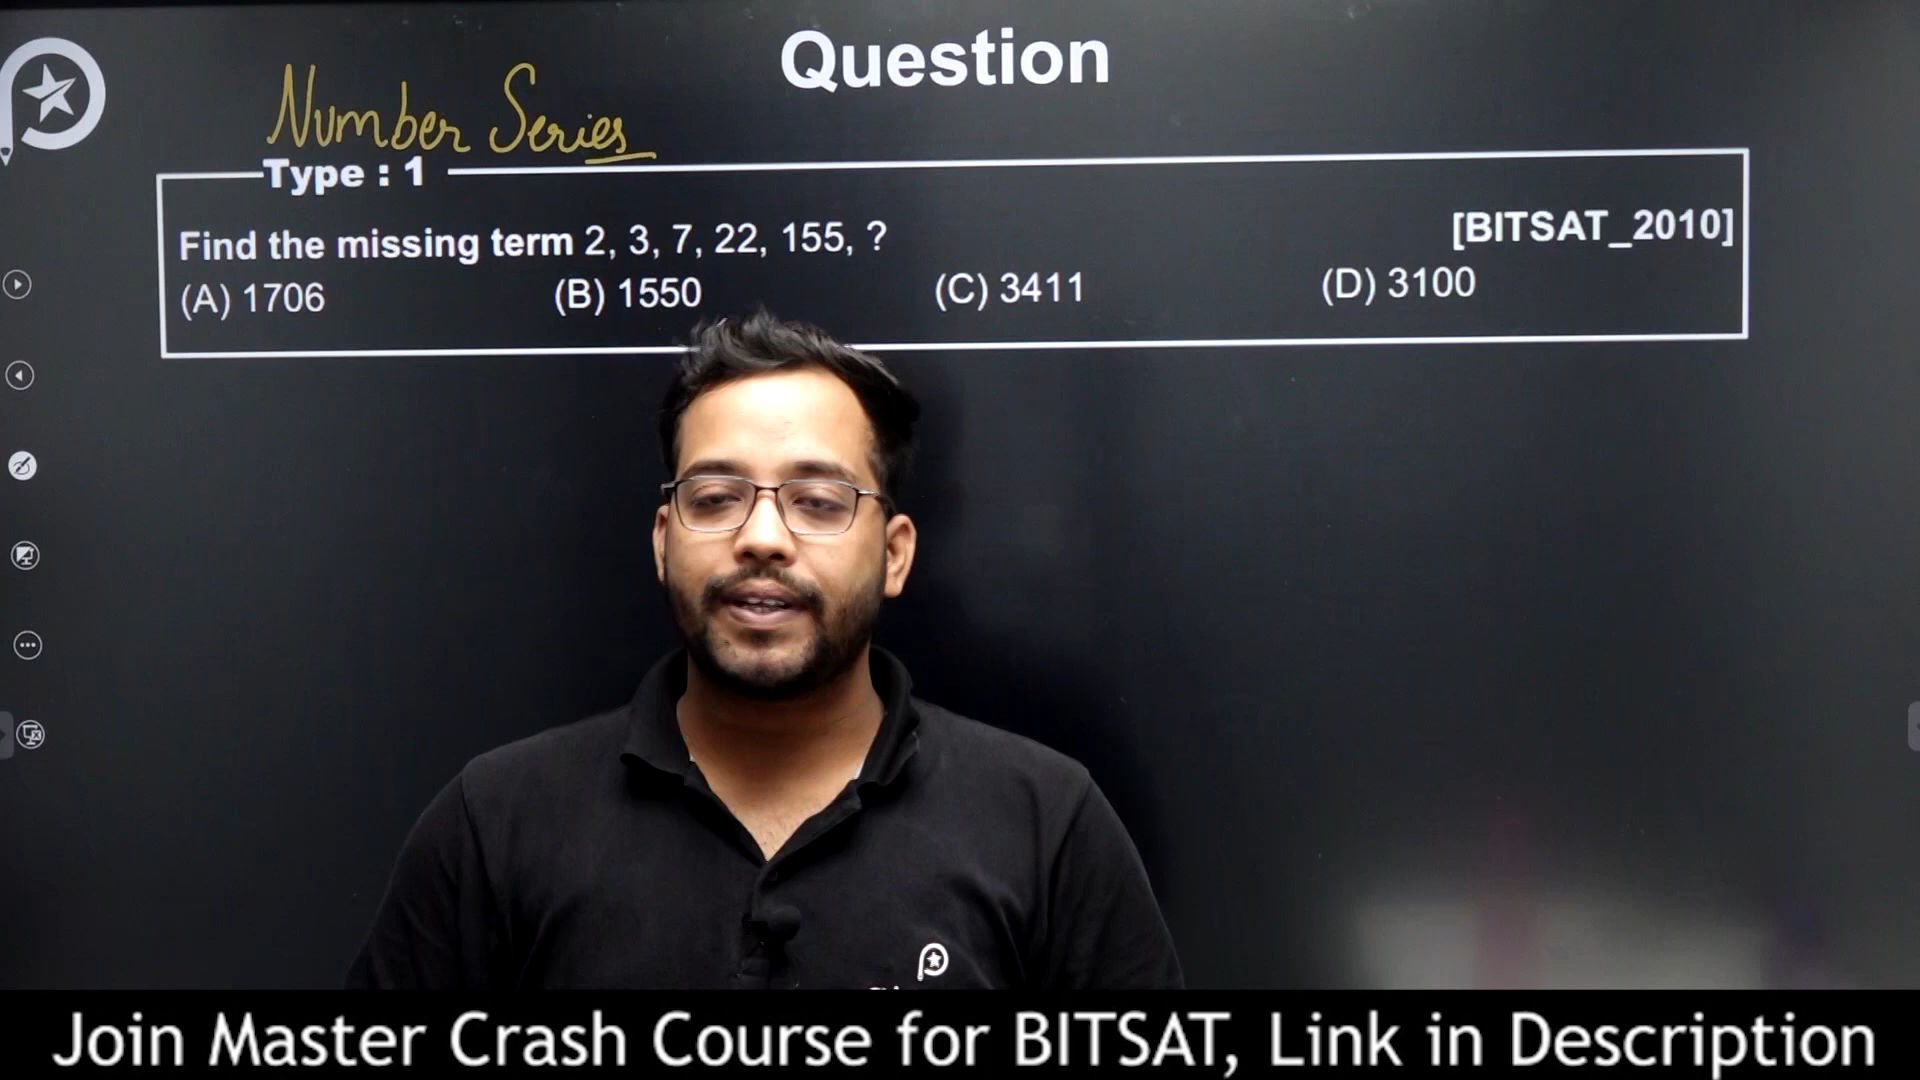 Question
Number Series
Type : 1
Find the missing term 2, 3, 7, 22, 155, ? [BITSAT_2010]
(A) 1706 (B) 1550 (C) 3411 (D) 3100
Join Master Crash Course for BITSAT, Link in Description